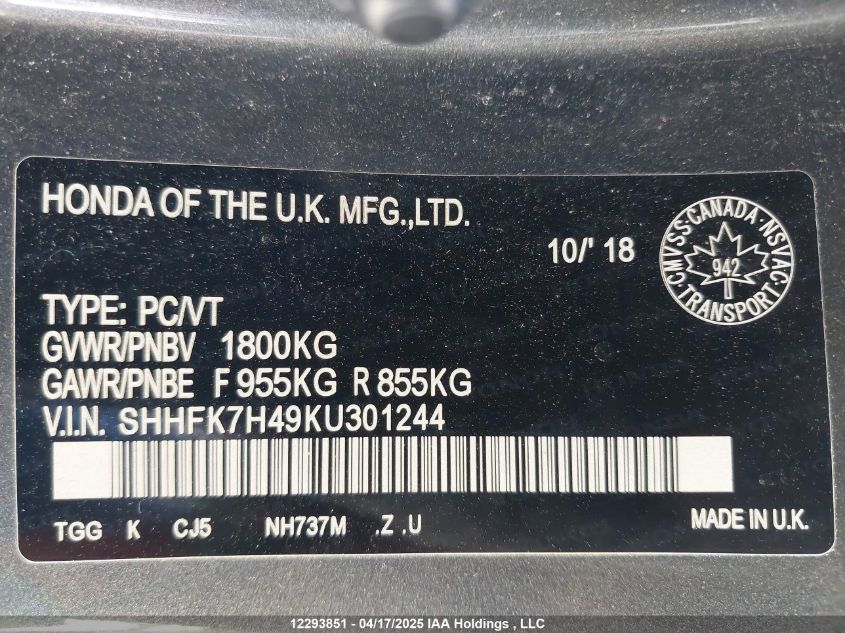 HONDA OF THE U.K. MFG.,LTD.
10/' 18
CMVSS·CANADA·NSVAC·TRANSPORT
942
TYPE: PC/VT
GVWR/PNBV 1800KG
GAWR/PNBE F 955KG R 855KG
V.I.N. SHHFK7H49KU301244
TGG K CJ5 NH737M .Z .U
MADE IN U.K.
12293851 - 04/17/2025 IAA Holdings , LLC